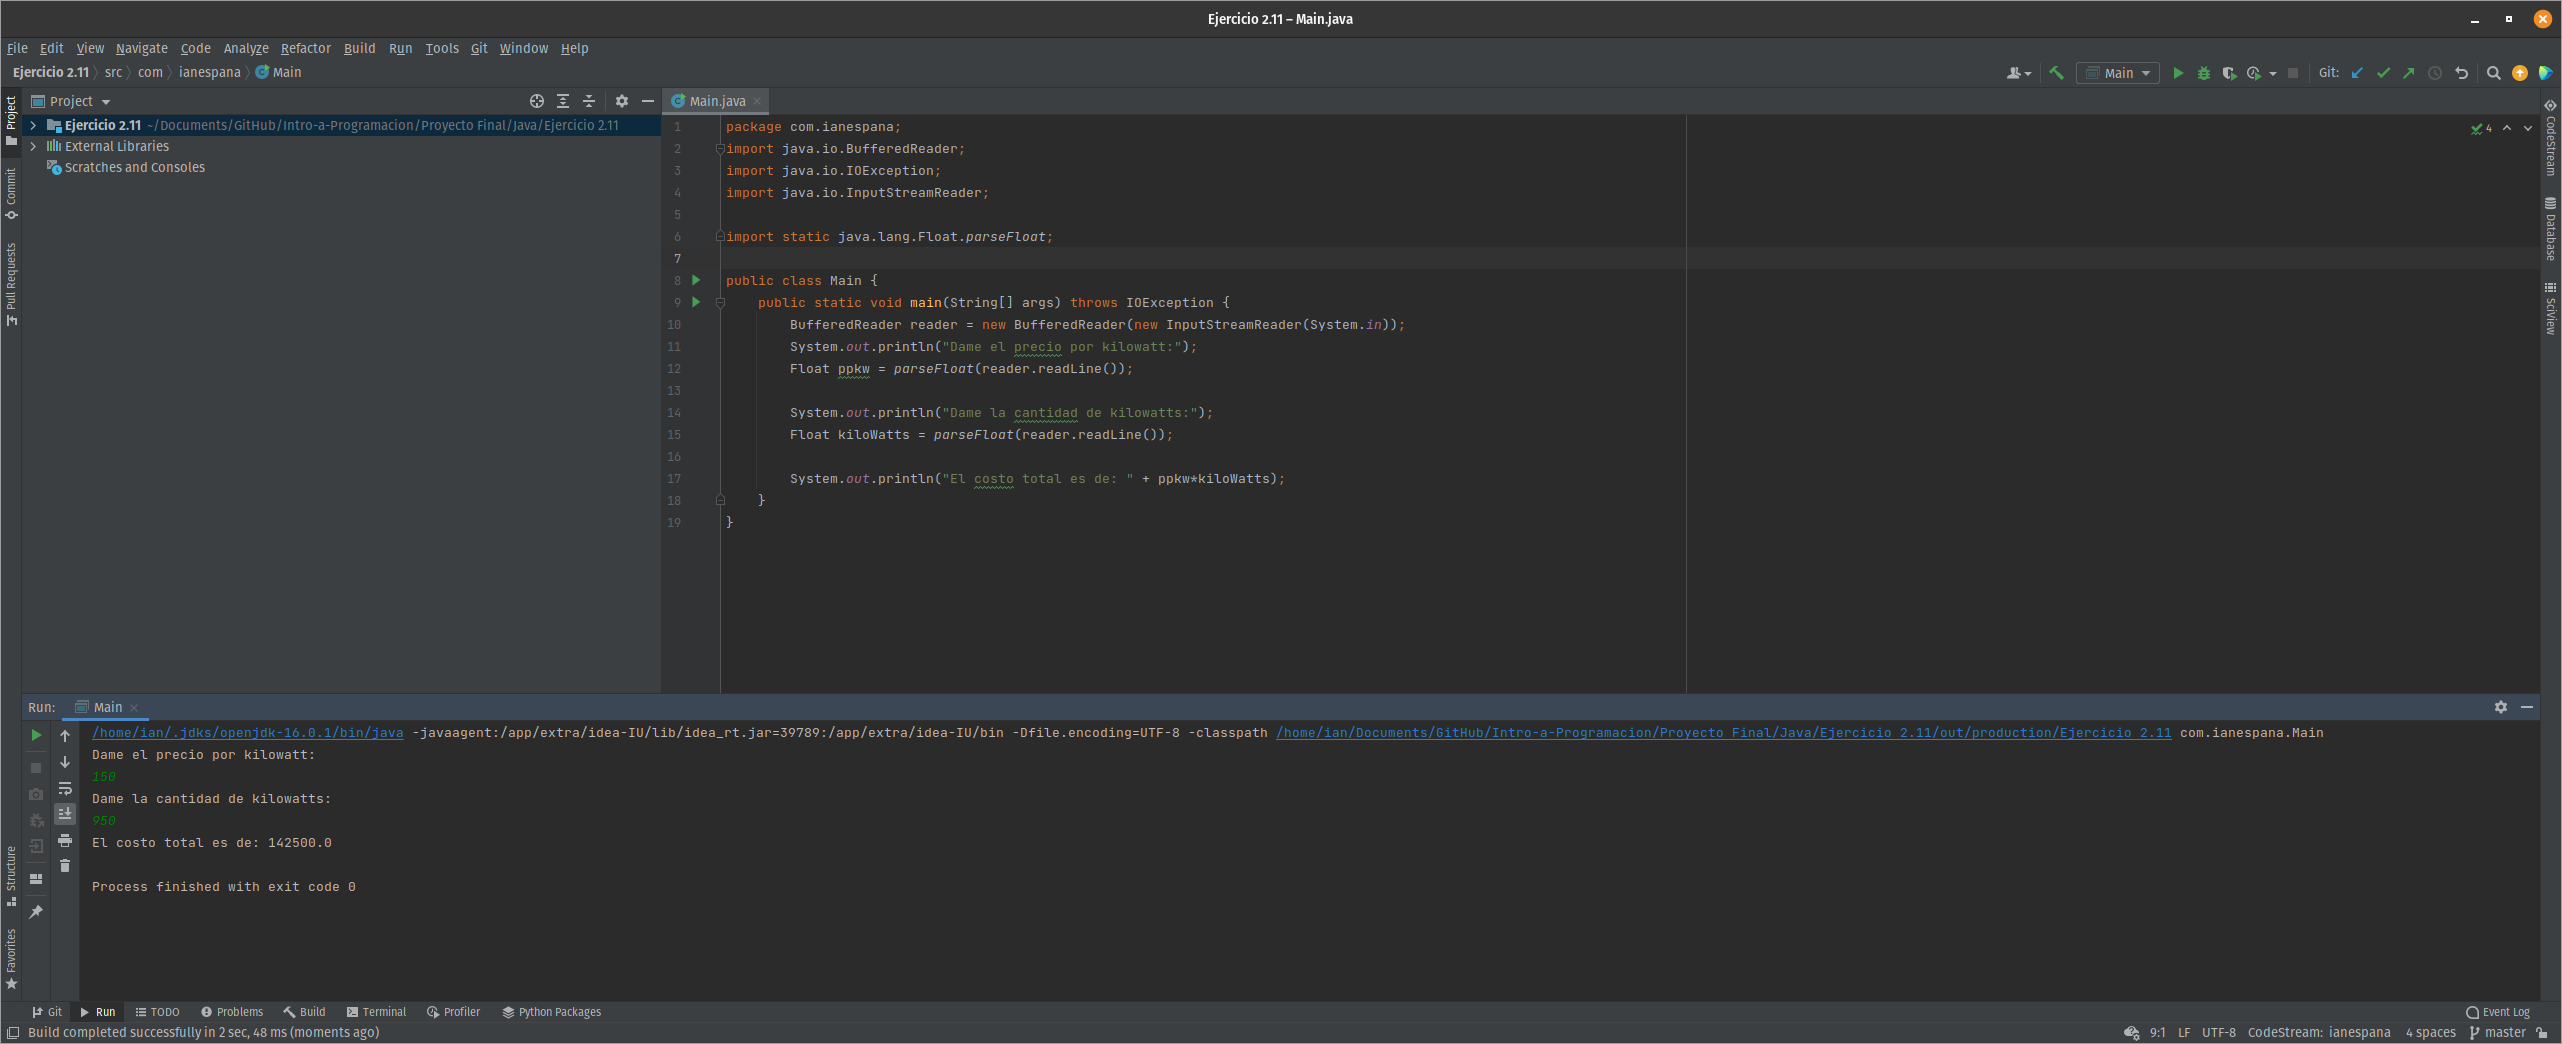 Ejercicio 2.11 – Main.java
File Edit View Navigate Code Analyze Refactor Build Run Tools Git Window Help
Ejercicio 2.11 src com ianespana Main
Main Git:
Project
Main.java
Ejercicio 2.11 ~/Documents/GitHub/Intro-a-Programacion/Proyecto Final/Java/Ejercicio 2.11
External Libraries
Scratches and Consoles
Project
Commit
Pull Requests
Structure
Favorites
1 package com.ianespana;
2 import java.io.BufferedReader;
3 import java.io.IOException;
4 import java.io.InputStreamReader;
5
6 import static java.lang.Float.parseFloat;
7
8 public class Main {
9 public static void main(String[] args) throws IOException {
10 BufferedReader reader = new BufferedReader(new InputStreamReader(System.in));
11 System.out.println("Dame el precio por kilowatt:");
12 Float ppkw = parseFloat(reader.readLine());
13
14 System.out.println("Dame la cantidad de kilowatts:");
15 Float kiloWatts = parseFloat(reader.readLine());
16
17 System.out.println("El costo total es de: " + ppkw*kiloWatts);
18 }
19 }
4
CodeStream
Database
SciView
Run: Main
/home/ian/.jdks/openjdk-16.0.1/bin/java -javaagent:/app/extra/idea-IU/lib/idea_rt.jar=39789:/app/extra/idea-IU/bin -Dfile.encoding=UTF-8 -classpath /home/ian/Documents/GitHub/Intro-a-Programacion/Proyecto Final/Java/Ejercicio 2.11/out/production/Ejercicio 2.11 com.ianespana.Main
Dame el precio por kilowatt:
150
Dame la cantidad de kilowatts:
950
El costo total es de: 142500.0
Process finished with exit code 0
Git Run TODO Problems Build Terminal Profiler Python Packages Event Log
Build completed successfully in 2 sec, 48 ms (moments ago) 9:1 LF UTF-8 CodeStream: ianespana 4 spaces master